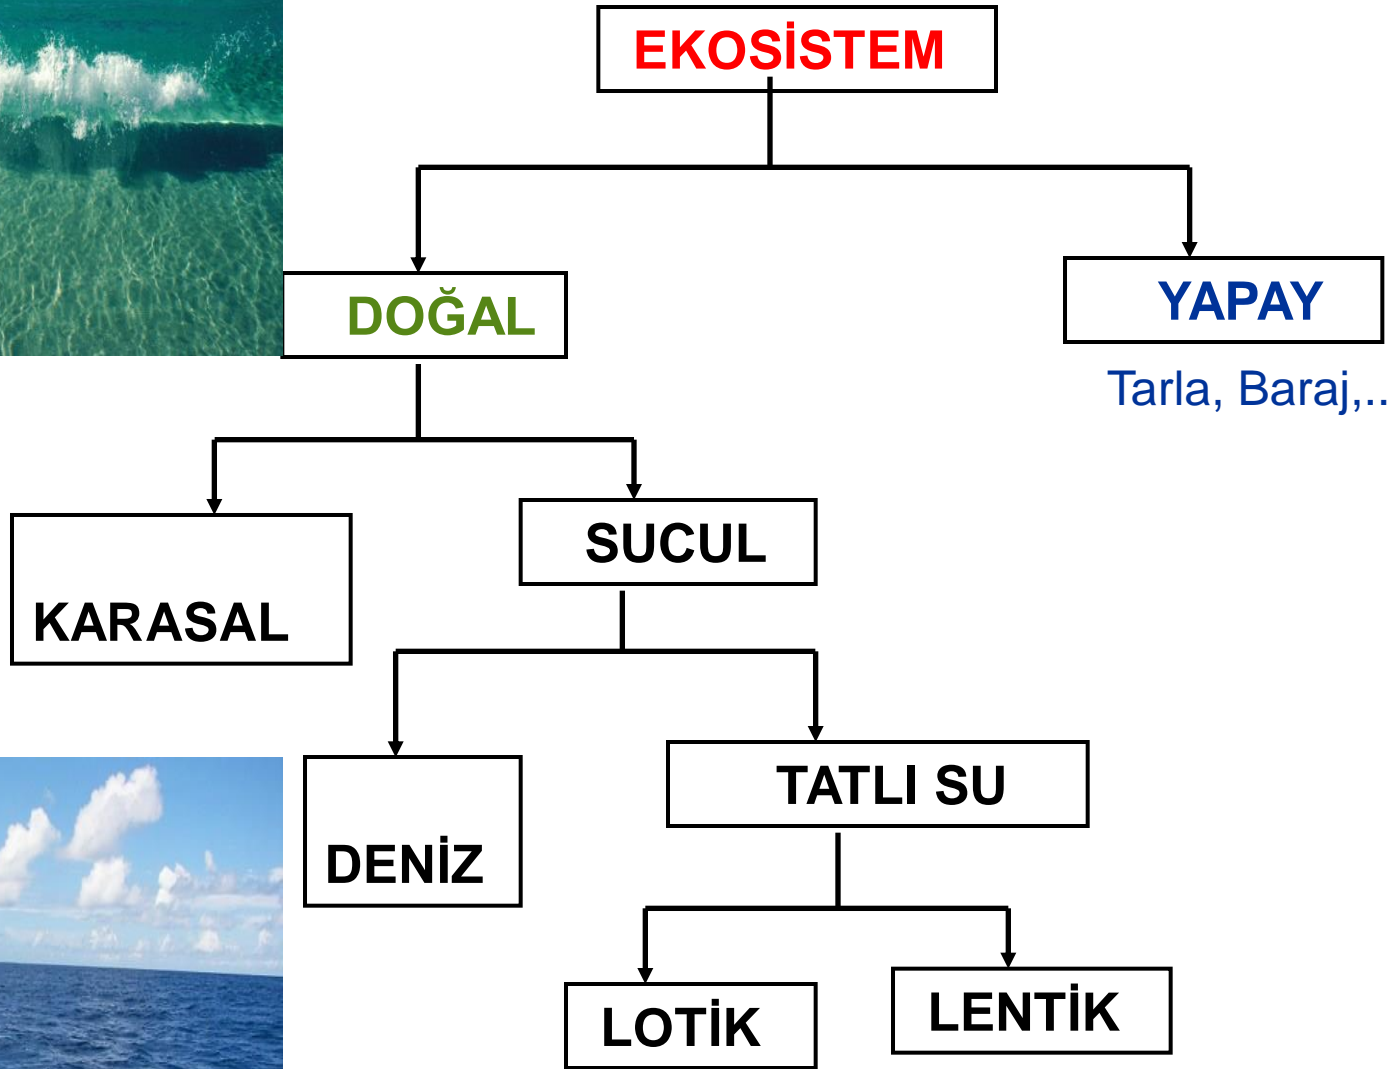 EKOSİSTEM
DOĞAL
YAPAY
Tarla, Baraj,..
KARASAL
SUCUL
DENİZ
TATLI SU
LOTİK
LENTİK